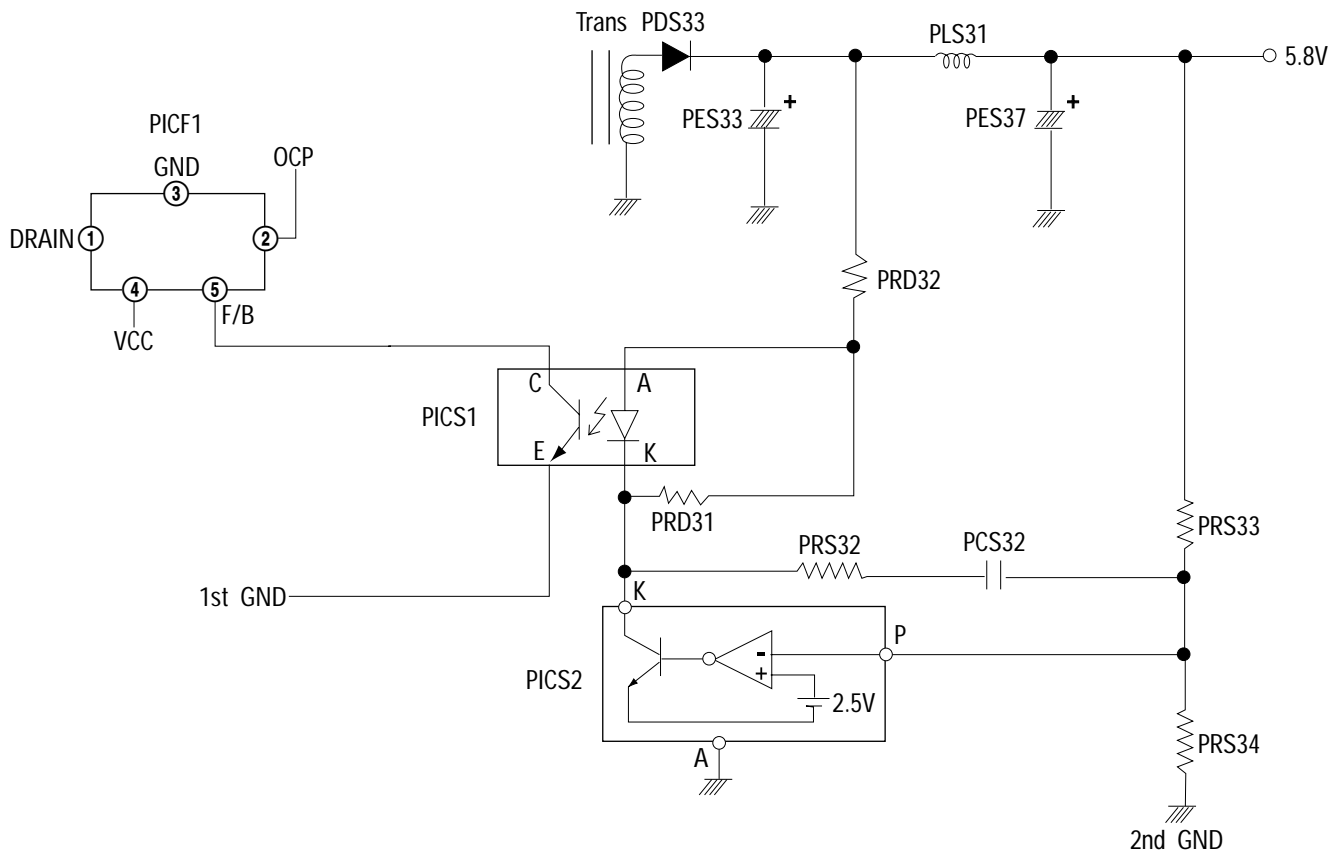 Trans PDS33
PLS31
5.8V
PES33
+
PES37
+
PICF1
GND
OCP
3
DRAIN
1
2
4
5
F/B
VCC
PRD32
C
A
PICS1
E
K
PRD31
PRS33
PRS32
PCS32
1st GND
K
P
PICS2
-
+
2.5V
A
PRS34
2nd GND